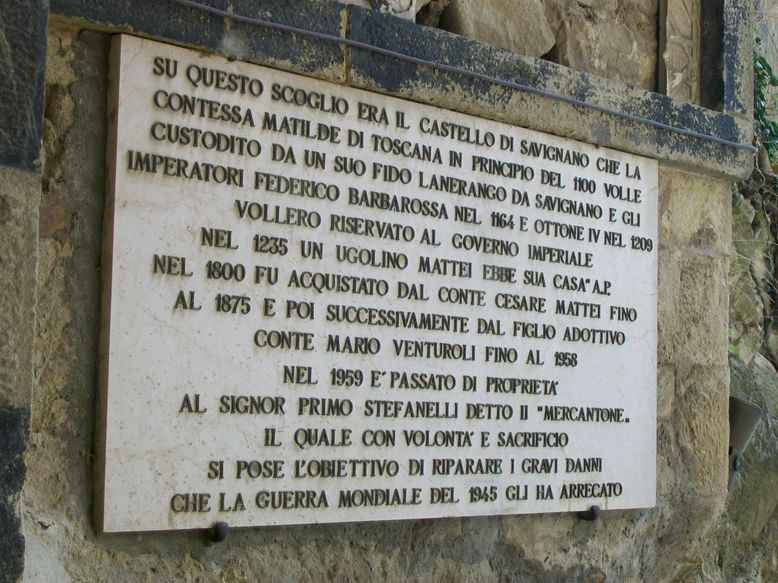 SU QUESTO SCOGLIO ERA IL CASTELLO DI SAVIGNANO CHE LA
CONTESSA MATILDE DI TOSCANA IN PRINCIPIO DEL 1100 VOLLE
CUSTODITO DA UN SUO FIDO LANERANGO DA SAVIGNANO E GLI
IMPERATORI FEDERICO BARBAROSSA NEL 1164 E OTTONE IV NEL 1209
VOLLERO RISERVATO AL GOVERNO IMPERIALE
NEL 1235 UN UGOLINO MATTEI EBBE SUA CASA" A.P.
NEL 1800 FU ACQUISTATO DAL CONTE CESARE MATTEI FINO
AL 1875 E POI SUCCESSIVAMENTE DAL FIGLIO ADOTTIVO
CONTE MARIO VENTUROLI FINO AL 1958
NEL 1959 E' PASSATO DI PROPRIETA'
AL SIGNOR PRIMO STEFANELLI DETTO II "MERCANTONE"
IL QUALE CON VOLONTA' E SACRIFICIO
SI POSE L'OBIETTIVO DI RIPARARE I GRAVI DANNI
CHE LA GUERRA MONDIALE DEL 1945 GLI HA ARRECATO